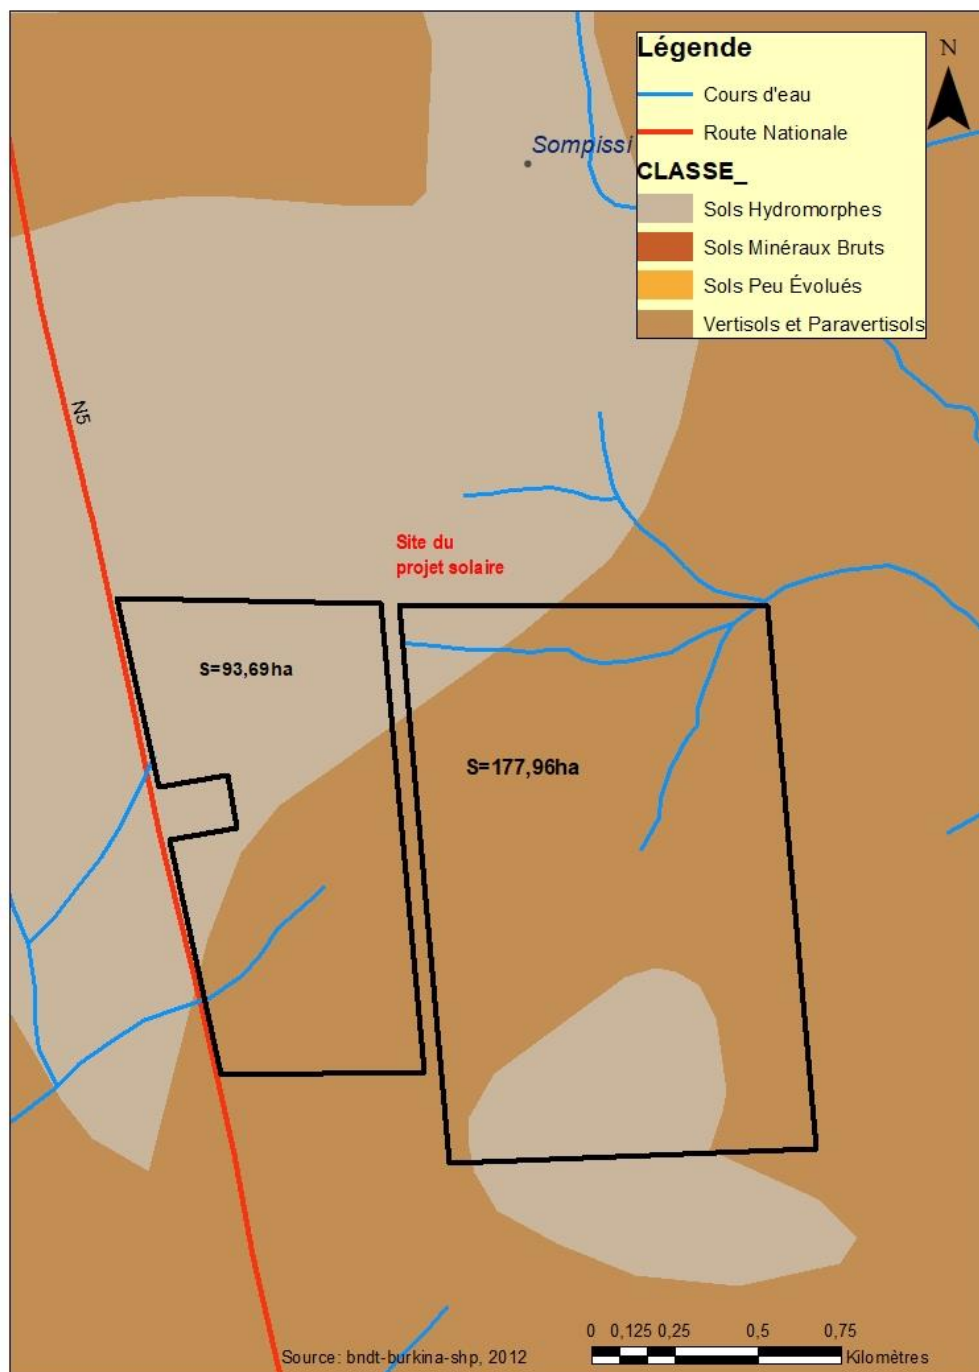 Légende
Cours d'eau
Route Nationale
CLASSE_
Sols Hydromorphes
Sols Minéraux Bruts
Sols Peu Évolués
Vertisols et Paravertisols
N
Sompissi
N5
Site du
projet solaire
S=93,69ha
S=177,96ha
0 0,125 0,25 0,5 0,75
Kilomètres
Source: bndt-burkina-shp, 2012